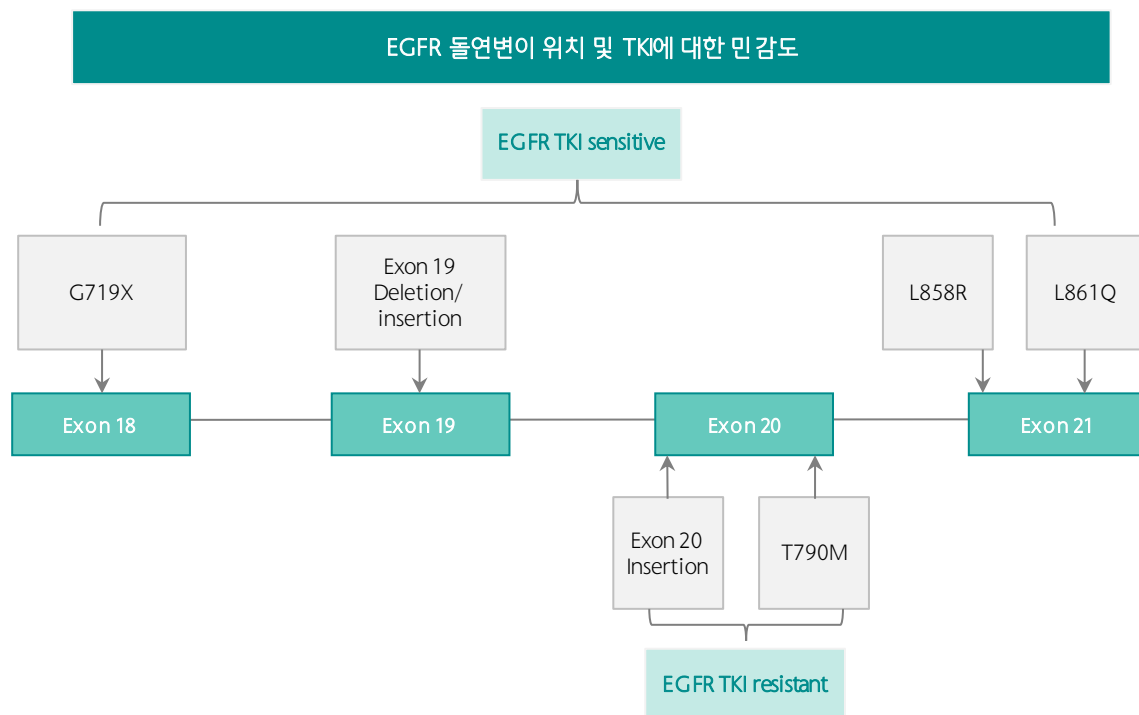 EGFR 돌연변이 위치 및 TKI에 대한 민감도
EGFR TKI sensitive
G719X
Exon 19
Deletion/
insertion
L858R
L861Q
Exon 18
Exon 19
Exon 20
Exon 21
Exon 20
Insertion
T790M
EGFR TKI resistant